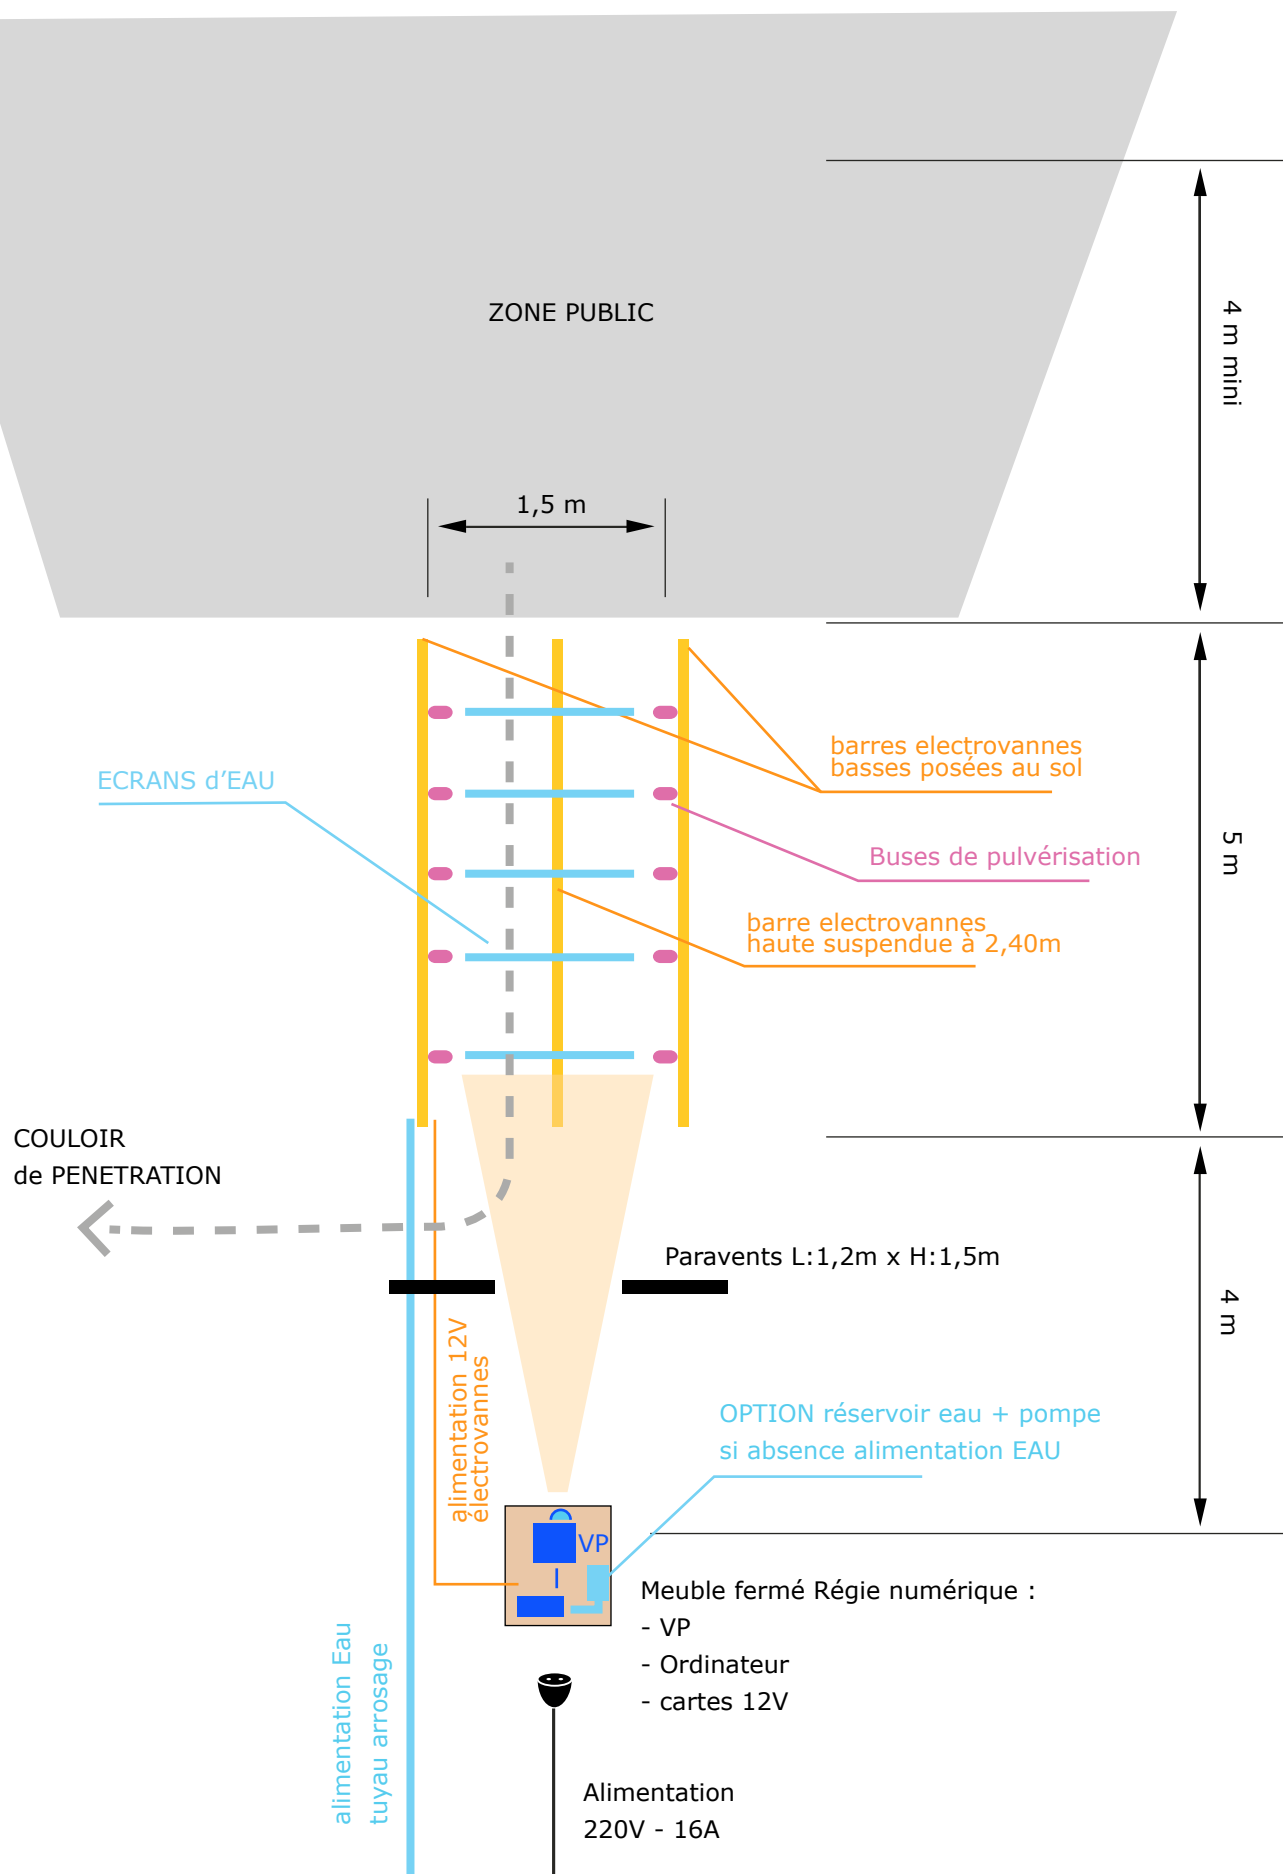 ZONE PUBLIC
4 m mini
1,5 m
barres electrovannes
basses posées au sol
ECRANS d'EAU
5 m
Buses de pulvérisation
barre electrovannes
haute suspendue à 2,40m
COULOIR
de PENETRATION
Paravents L:1,2m x H:1,5m
4 m
alimentation 12V
électrovannes
OPTION réservoir eau + pompe
si absence alimentation EAU
VP
Meuble fermé Régie numérique :
- VP
- Ordinateur
- cartes 12V
alimentation Eau
tuyau arrosage
Alimentation
220V - 16A